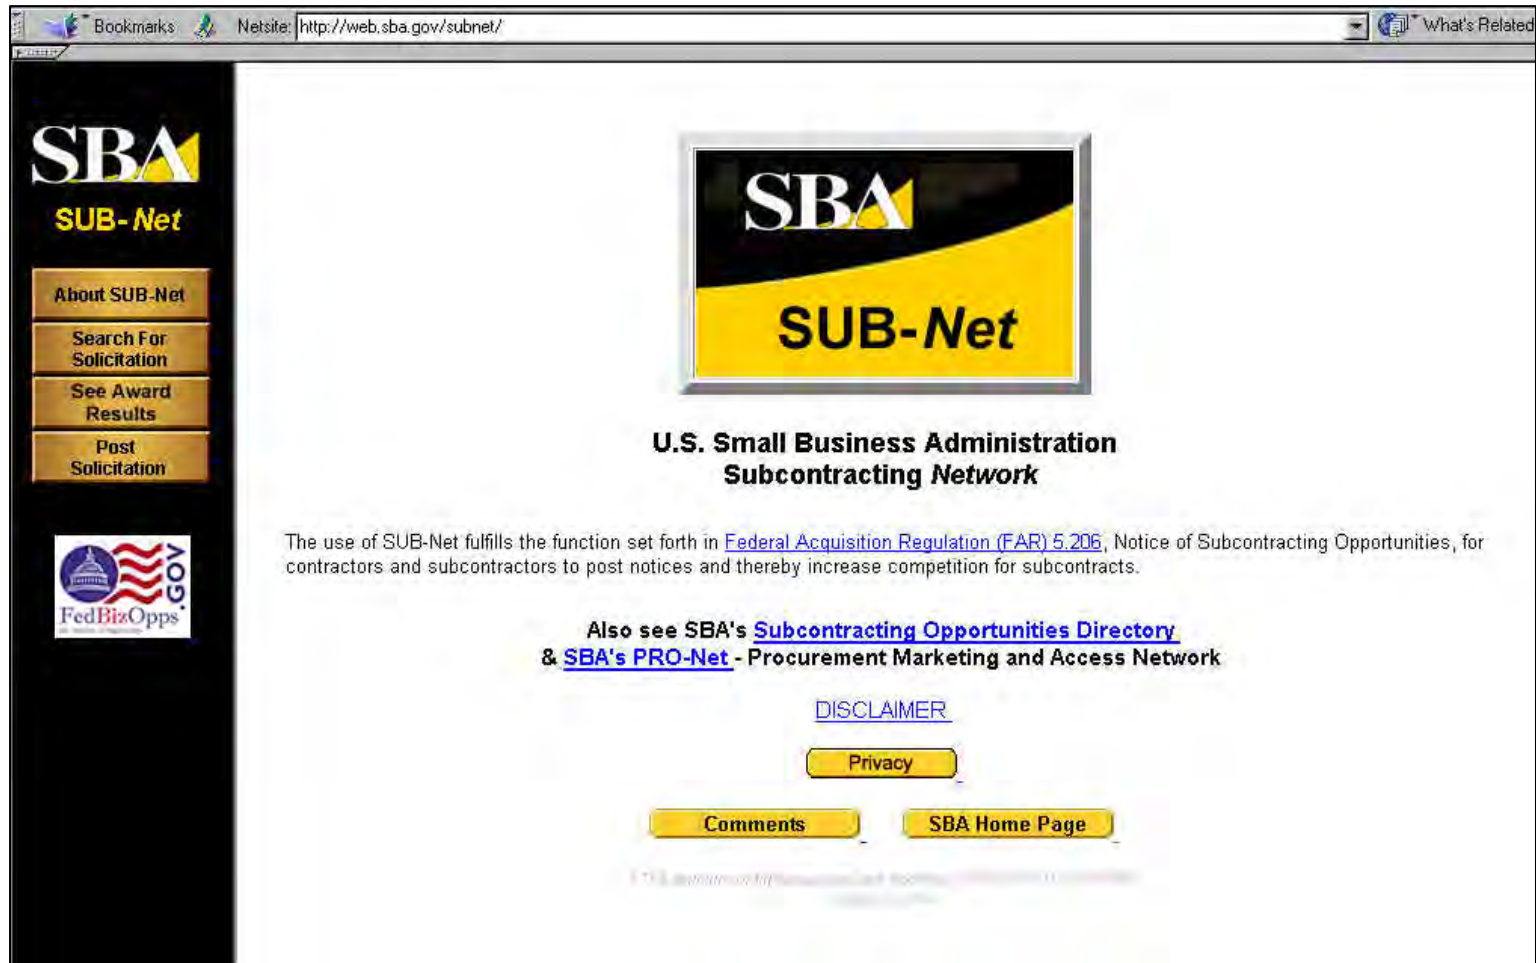 Bookmarks Netsite: http://web.sba.gov/subnet/ What's Related
SBA
SUB-Net
About SUB-Net
Search For
Solicitation
See Award
Results
Post
Solicitation
FedBizOpps
.GOV
SBA
SUB-Net
U.S. Small Business Administration
Subcontracting Network
The use of SUB-Net fulfills the function set forth in Federal Acquisition Regulation (FAR) 5.206, Notice of Subcontracting Opportunities, for
contractors and subcontractors to post notices and thereby increase competition for subcontracts.
Also see SBA's Subcontracting Opportunities Directory
& SBA's PRO-Net - Procurement Marketing and Access Network
DISCLAIMER
Privacy
Comments SBA Home Page